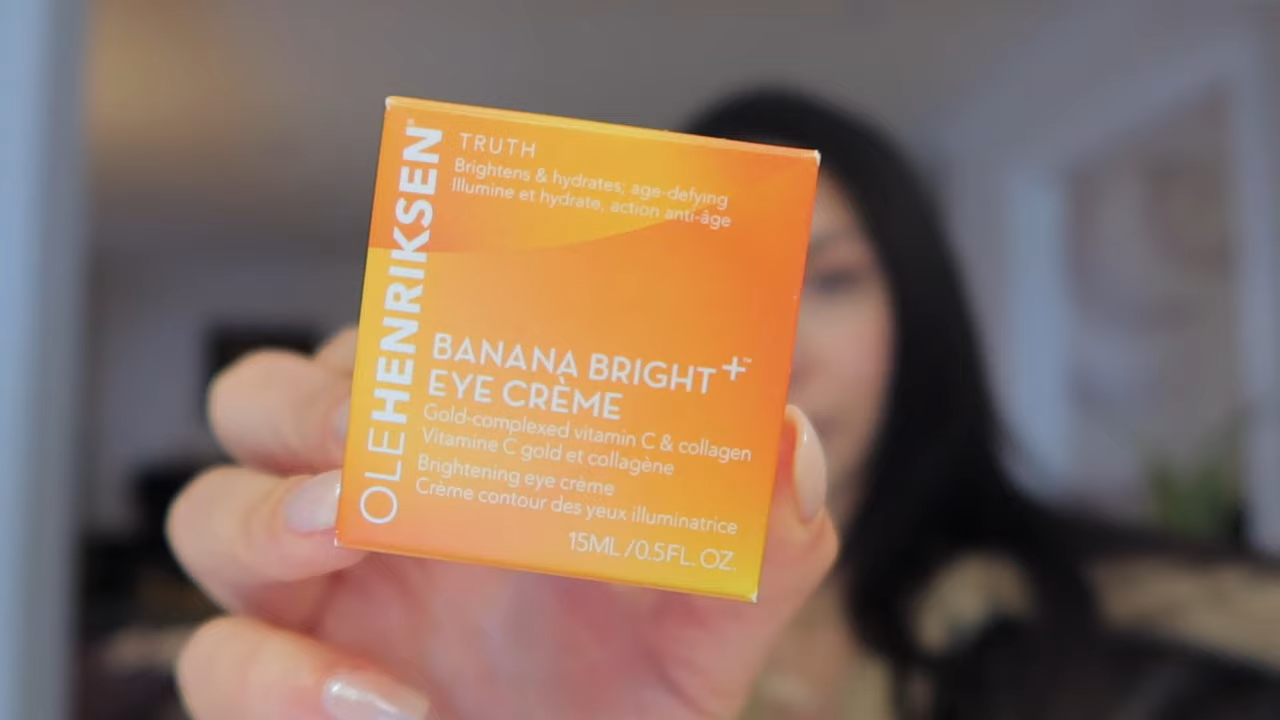 OLEHENRIKSEN®
TRUTH
Brightens & hydrates; age-defying
Illumine et hydrate, action anti-âge
BANANA BRIGHT+™
EYE CRÈME
Gold-complexed vitamin C & collagen
Vitamine C gold et collagène
Brightening eye crème
Crème contour des yeux illuminatrice
15ML/0.5FL. OZ.